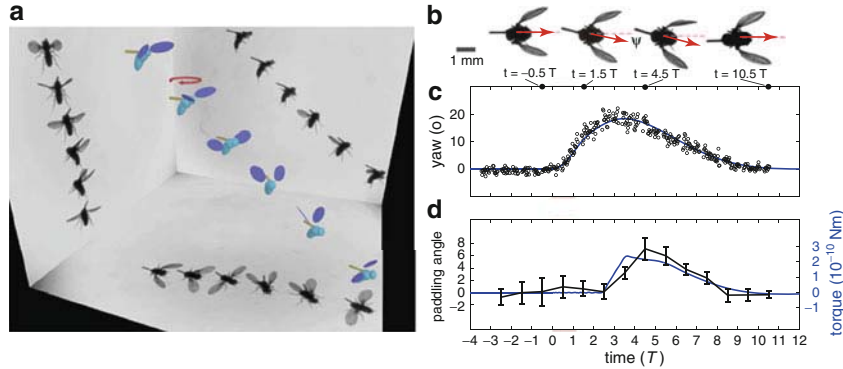 a
b
1 mm
ψ
t = −0.5 T
t = 1.5 T
t = 4.5 T
t = 10.5 T
c
yaw (o)
20
10
0
d
paddling angle
8
6
4
2
0
−2
3
2
1
0
−1
torque (10⁻¹⁰ Nm)
−4 −3 −2 −1 0 1 2 3 4 5 6 7 8 9 10 11 12
time (T)